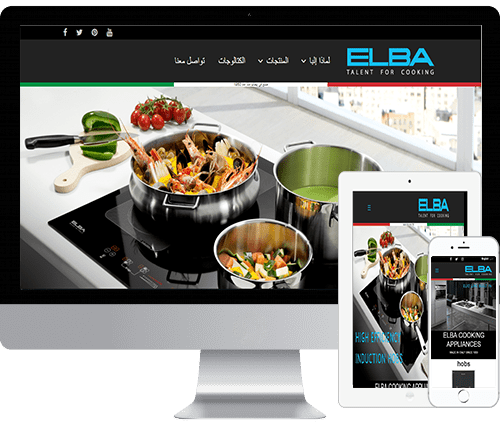 ELBA
TALENT FOR COOKING
لماذا إلبا
المنتجات
الكتالوجات
تواصل معنا
ELBA
ELBA
TALENT FOR COOKING
HIGH EFFICIENCY
INDUCTION HOBS
ELBA COOKING APPLIAN
ELBA
ELBA COOKING
APPLIANCES
MADE IN ITALY SINCE 1950
hobs